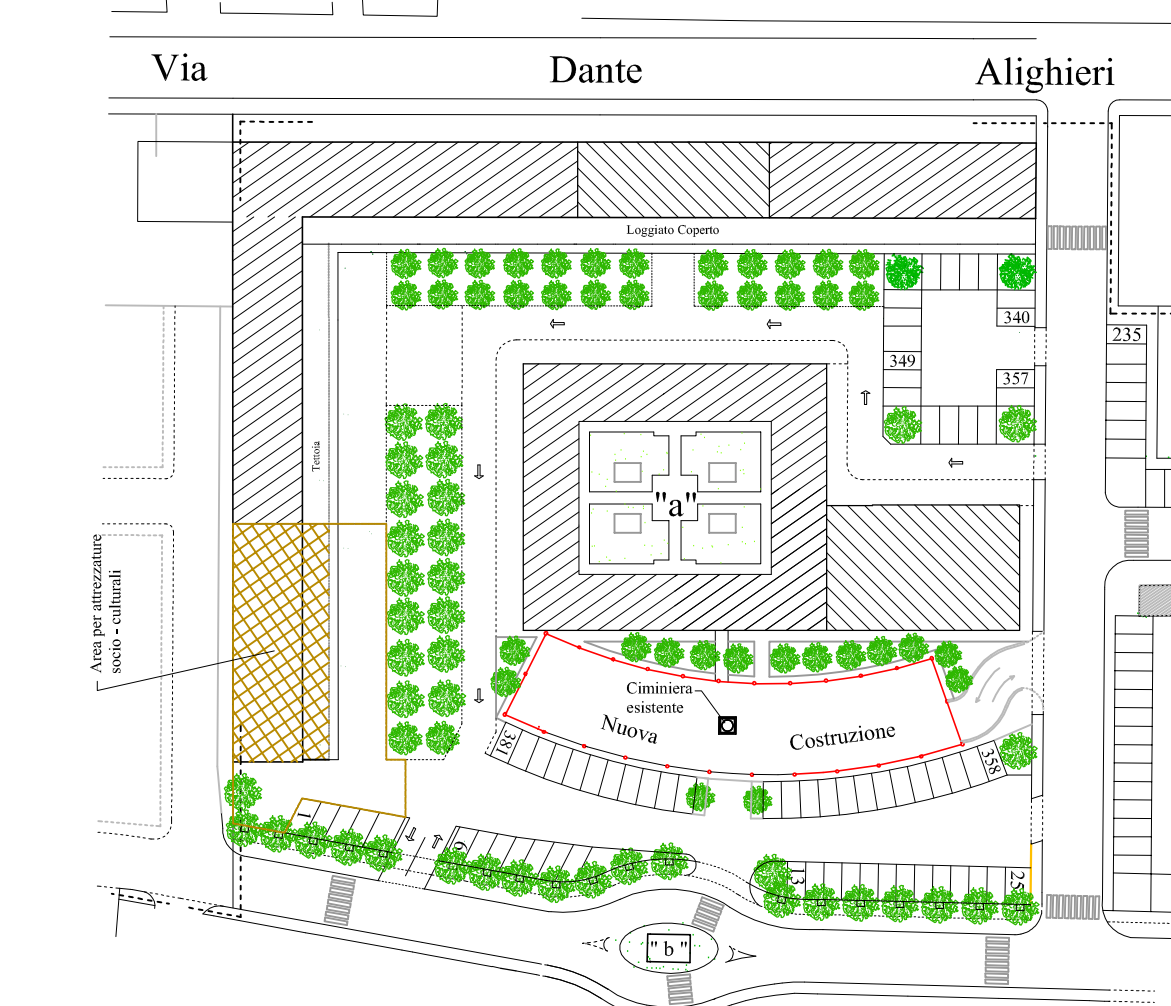 Via Dante Alighieri
Loggiato Coperto
340
235
349
357
Tettoia
"a"
Area per attrezzature
socio - culturali
Ciminiera
esistente
Nuova Costruzione
381
358
1
6
13
25
" b "